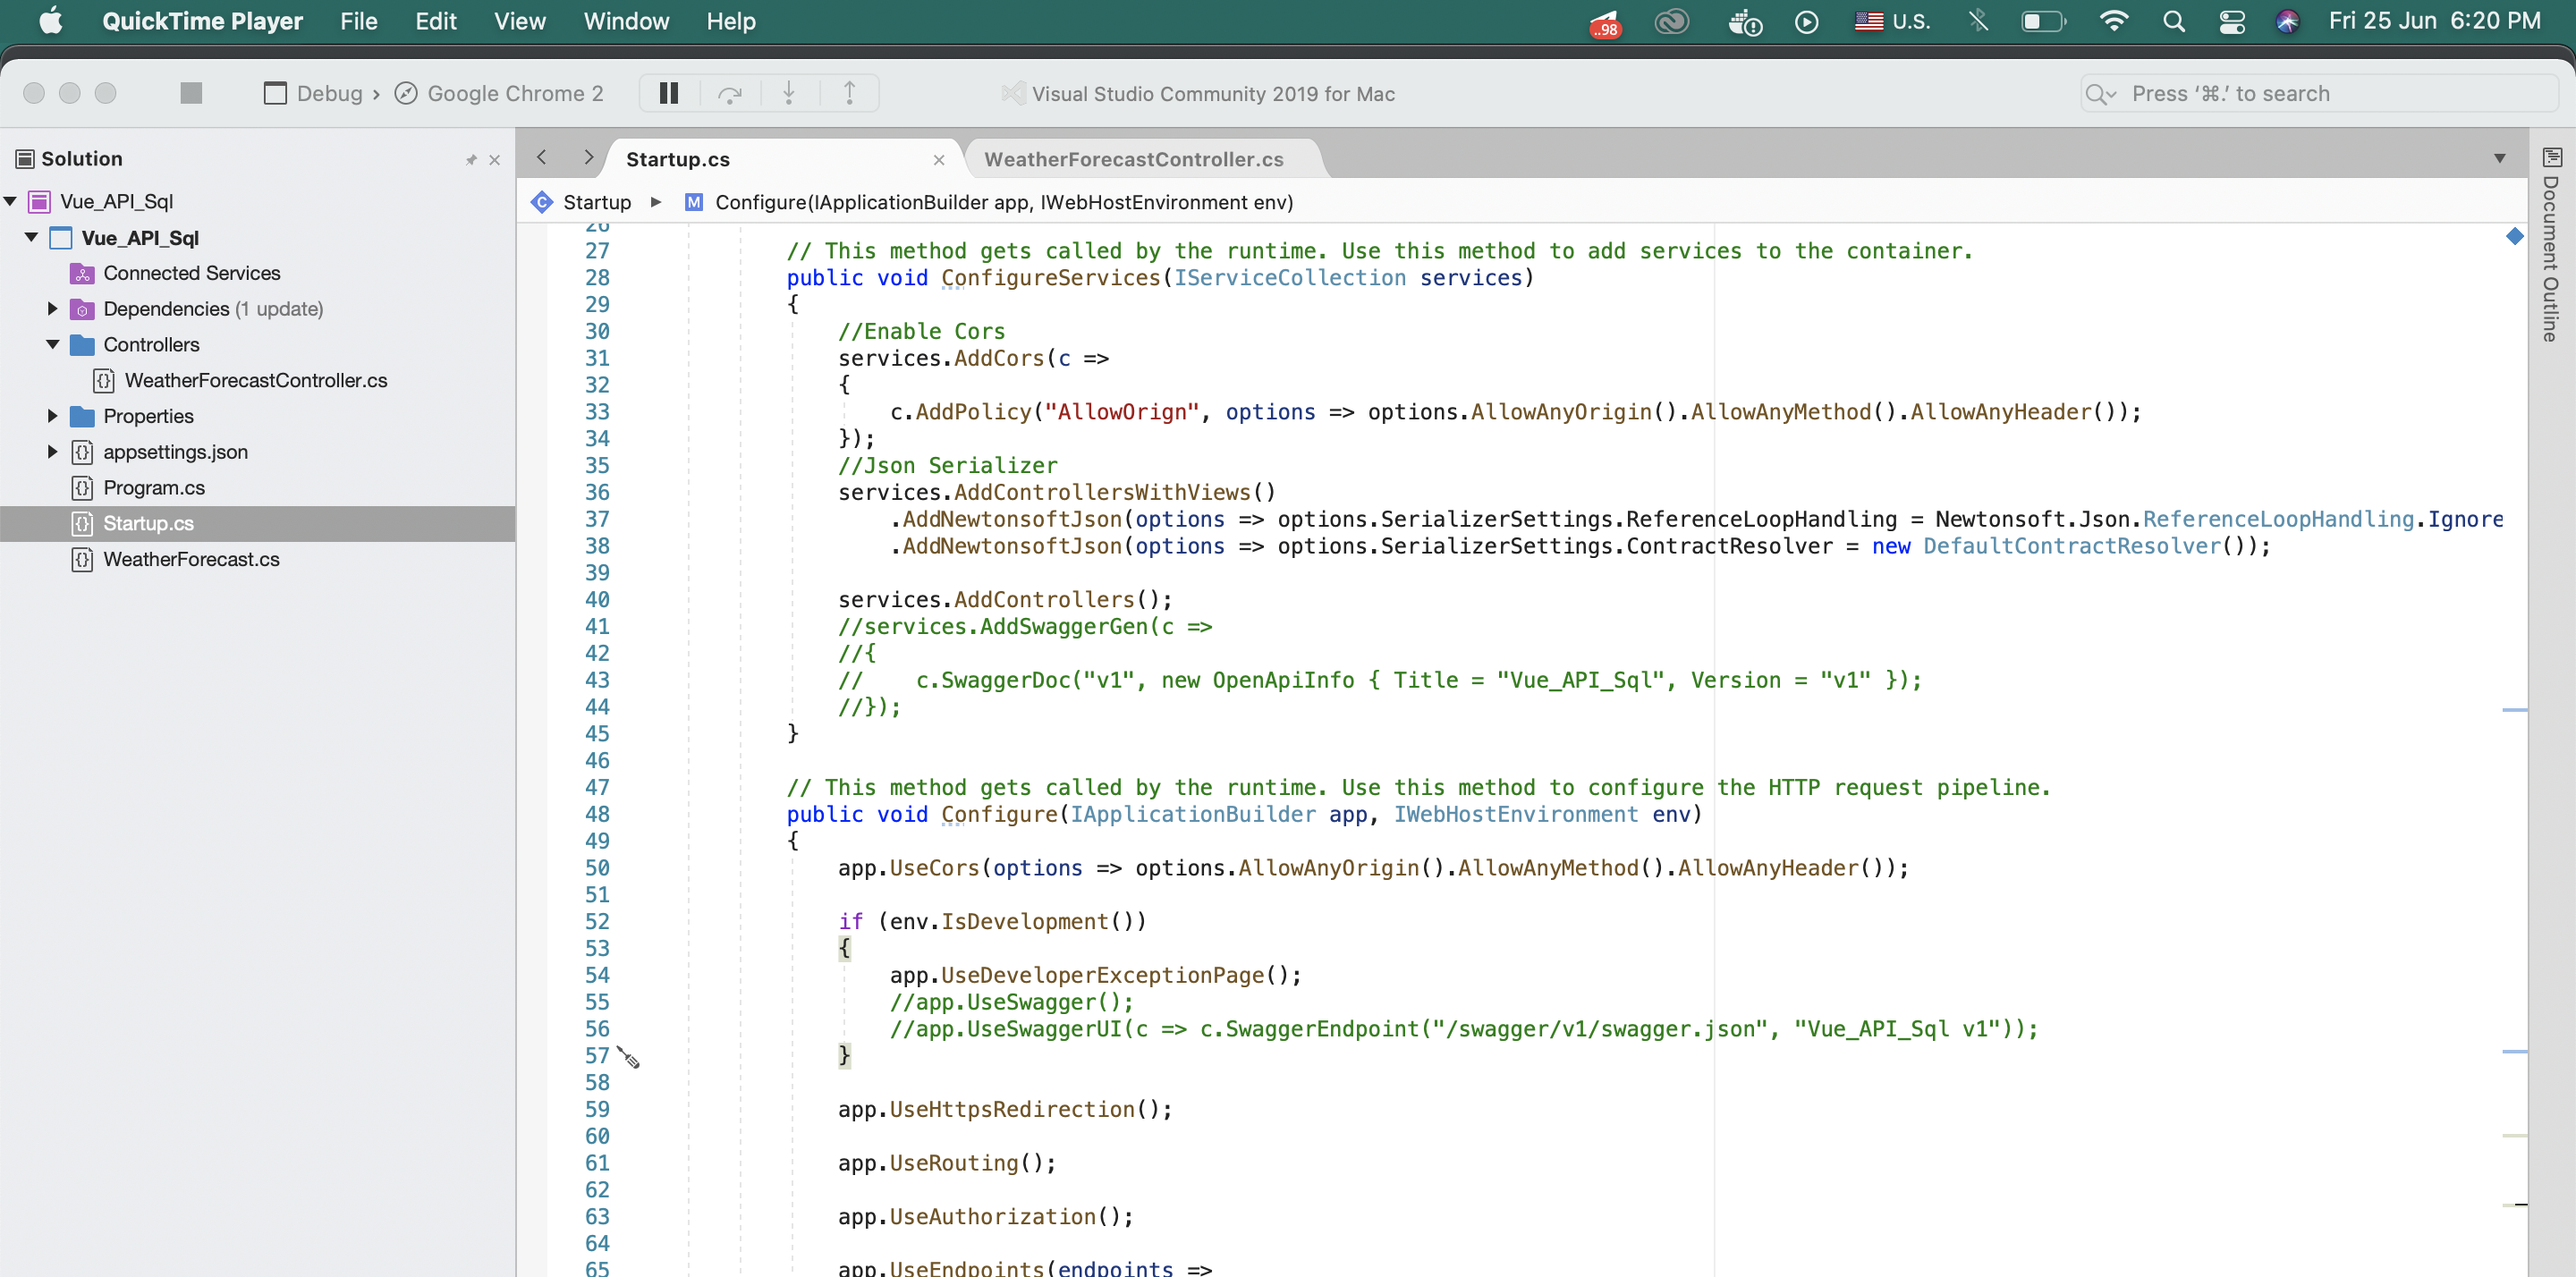 QuickTime Player File Edit View Window Help ..98 U.S. Fri 25 Jun 6:20 PM
Debug › Google Chrome 2 Visual Studio Community 2019 for Mac Press ‘⌘.’ to search
Solution
Vue_API_Sql
Vue_API_Sql
Connected Services
Dependencies (1 update)
Controllers
WeatherForecastController.cs
Properties
appsettings.json
Program.cs
Startup.cs
WeatherForecast.cs
Startup.cs WeatherForecastController.cs
Startup ▶ M Configure(IApplicationBuilder app, IWebHostEnvironment env)
26
27 // This method gets called by the runtime. Use this method to add services to the container.
28 public void ConfigureServices(IServiceCollection services)
29 {
30 //Enable Cors
31 services.AddCors(c =>
32 {
33 c.AddPolicy("AllowOrign", options => options.AllowAnyOrigin().AllowAnyMethod().AllowAnyHeader());
34 });
35 //Json Serializer
36 services.AddControllersWithViews()
37 .AddNewtonsoftJson(options => options.SerializerSettings.ReferenceLoopHandling = Newtonsoft.Json.ReferenceLoopHandling.Ignore
38 .AddNewtonsoftJson(options => options.SerializerSettings.ContractResolver = new DefaultContractResolver());
39
40 services.AddControllers();
41 //services.AddSwaggerGen(c =>
42 //{
43 // c.SwaggerDoc("v1", new OpenApiInfo { Title = "Vue_API_Sql", Version = "v1" });
44 //});
45 }
46
47 // This method gets called by the runtime. Use this method to configure the HTTP request pipeline.
48 public void Configure(IApplicationBuilder app, IWebHostEnvironment env)
49 {
50 app.UseCors(options => options.AllowAnyOrigin().AllowAnyMethod().AllowAnyHeader());
51
52 if (env.IsDevelopment())
53 {
54 app.UseDeveloperExceptionPage();
55 //app.UseSwagger();
56 //app.UseSwaggerUI(c => c.SwaggerEndpoint("/swagger/v1/swagger.json", "Vue_API_Sql v1"));
57 }
58
59 app.UseHttpsRedirection();
60
61 app.UseRouting();
62
63 app.UseAuthorization();
64
65 app.UseEndpoints(endpoints =>
Document Outline